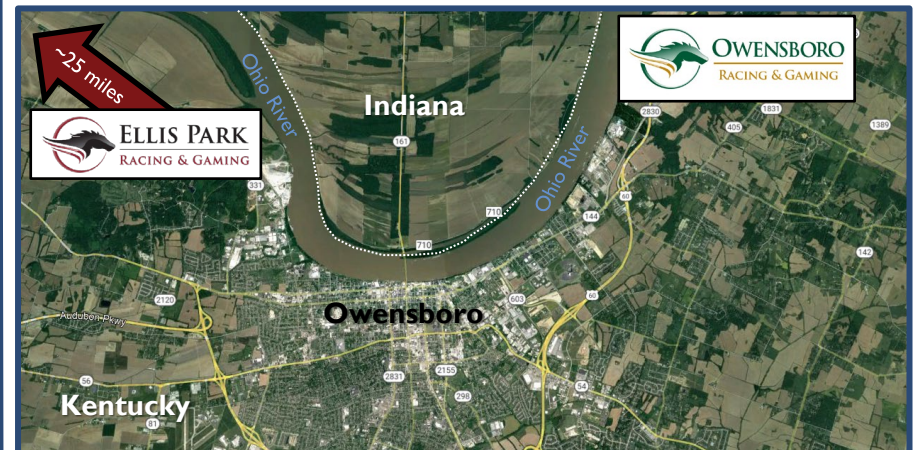 ~25 miles
ELLIS PARK
RACING & GAMING
OWENSBORO
RACING & GAMING
Ohio River
Indiana
Ohio River
161
2830
1831
405
1389
331
60
710
144
710
142
2120
603
60
Owensboro
Audubon Pkwy
2155
2831
56
54
298
Kentucky
81